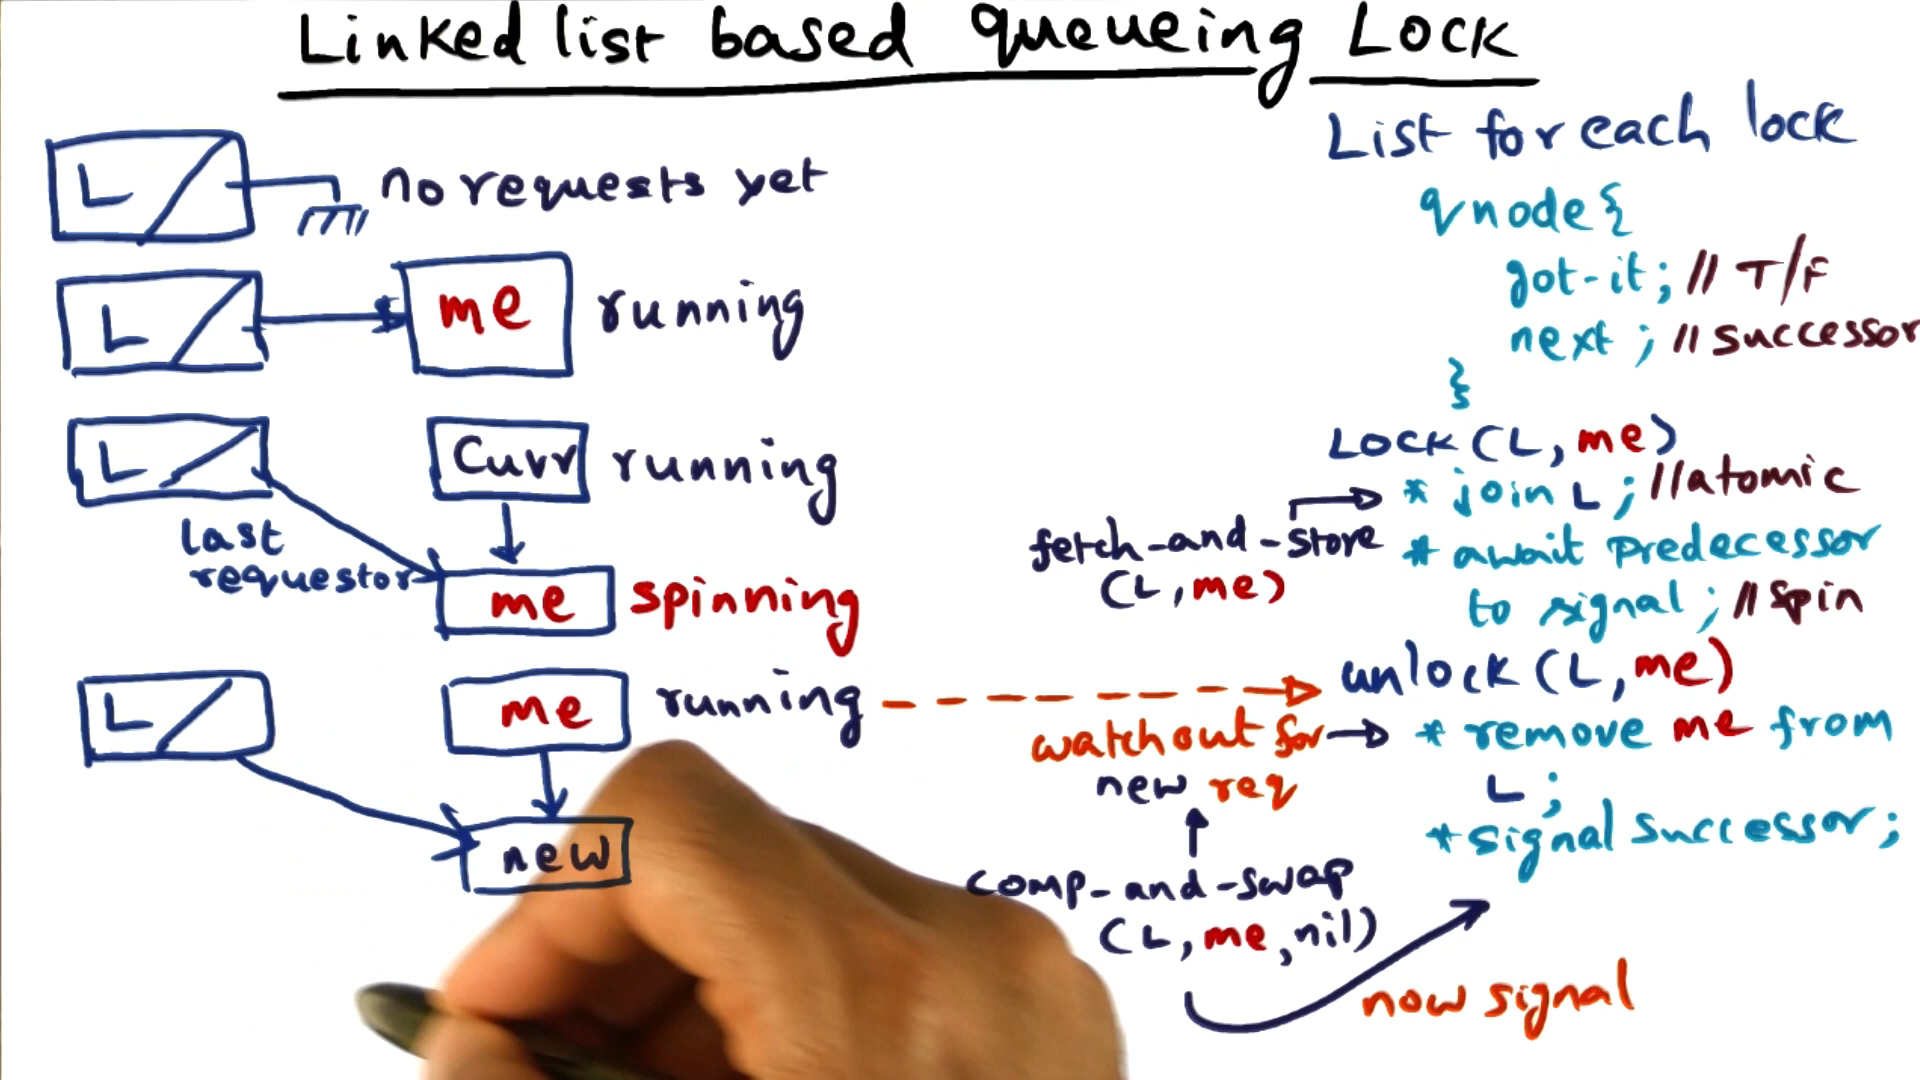 Linked list based queueing Lock
L no requests yet
L me running
L Curr running
last
requestor
me spinning
L me running
new
List for each lock
qnode{
got-it; // T/F
next ; // successor
}
LOCK (L, me)
* join L ; //atomic
fetch-and-store
(L, me)
* await predecessor
to signal ; // spin
unlock (L, me)
watch out for
new req
* remove me from
L ;
* signal successor ;
comp-and-swap
(L, me, nil)
now signal